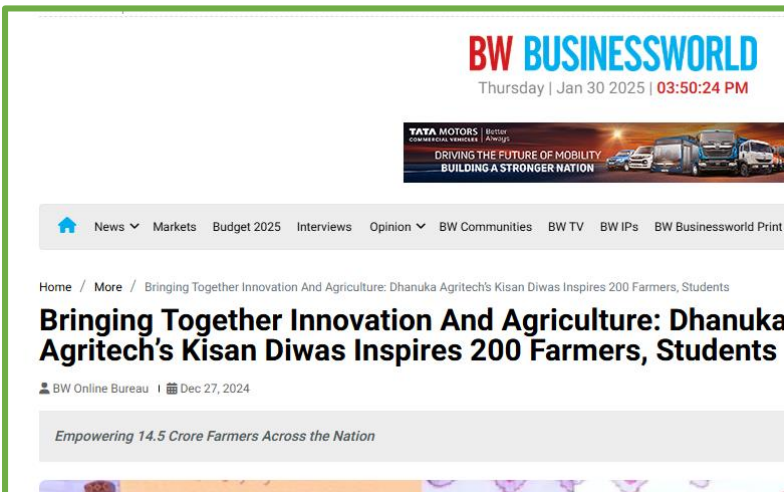 BW BUSINESSWORLD
Thursday | Jan 30 2025 | 03:50:24 PM
TATA MOTORS | Better
COMMERCIAL VEHICLES | Always
DRIVING THE FUTURE OF MOBILITY
BUILDING A STRONGER NATION
News Markets Budget 2025 Interviews Opinion BW Communities BW TV BW IPs BW Businessworld Print
Home / More / Bringing Together Innovation And Agriculture: Dhanuka Agritech's Kisan Diwas Inspires 200 Farmers, Students
Bringing Together Innovation And Agriculture: Dhanuka
Agritech's Kisan Diwas Inspires 200 Farmers, Students
BW Online Bureau I Dec 27, 2024
Empowering 14.5 Crore Farmers Across the Nation